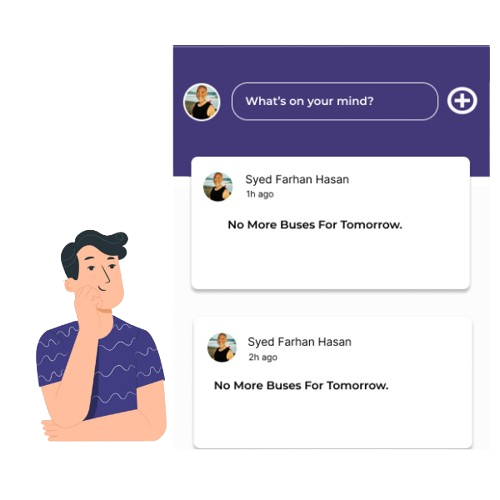 What's on your mind?
Syed Farhan Hasan
1h ago
No More Buses For Tomorrow.
Syed Farhan Hasan
2h ago
No More Buses For Tomorrow.